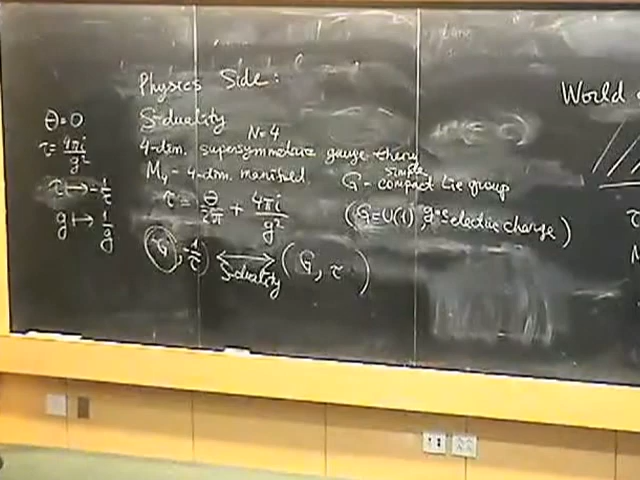 Physics Side:
S-duality
N=4
4-dim. supersymmetric gauge theory
M₄ - 4-dim. manifold
simple
G - compact Lie group
τ = θ/2π + 4πi/g²
(G=U(1), g=electric charge)
(ᴸG, -1/τ) ⟷ (G, τ)
S-duality
θ=0
τ = 4πi/g²
τ ↦ -1/τ
g ↦ 1/g
World
τ
M